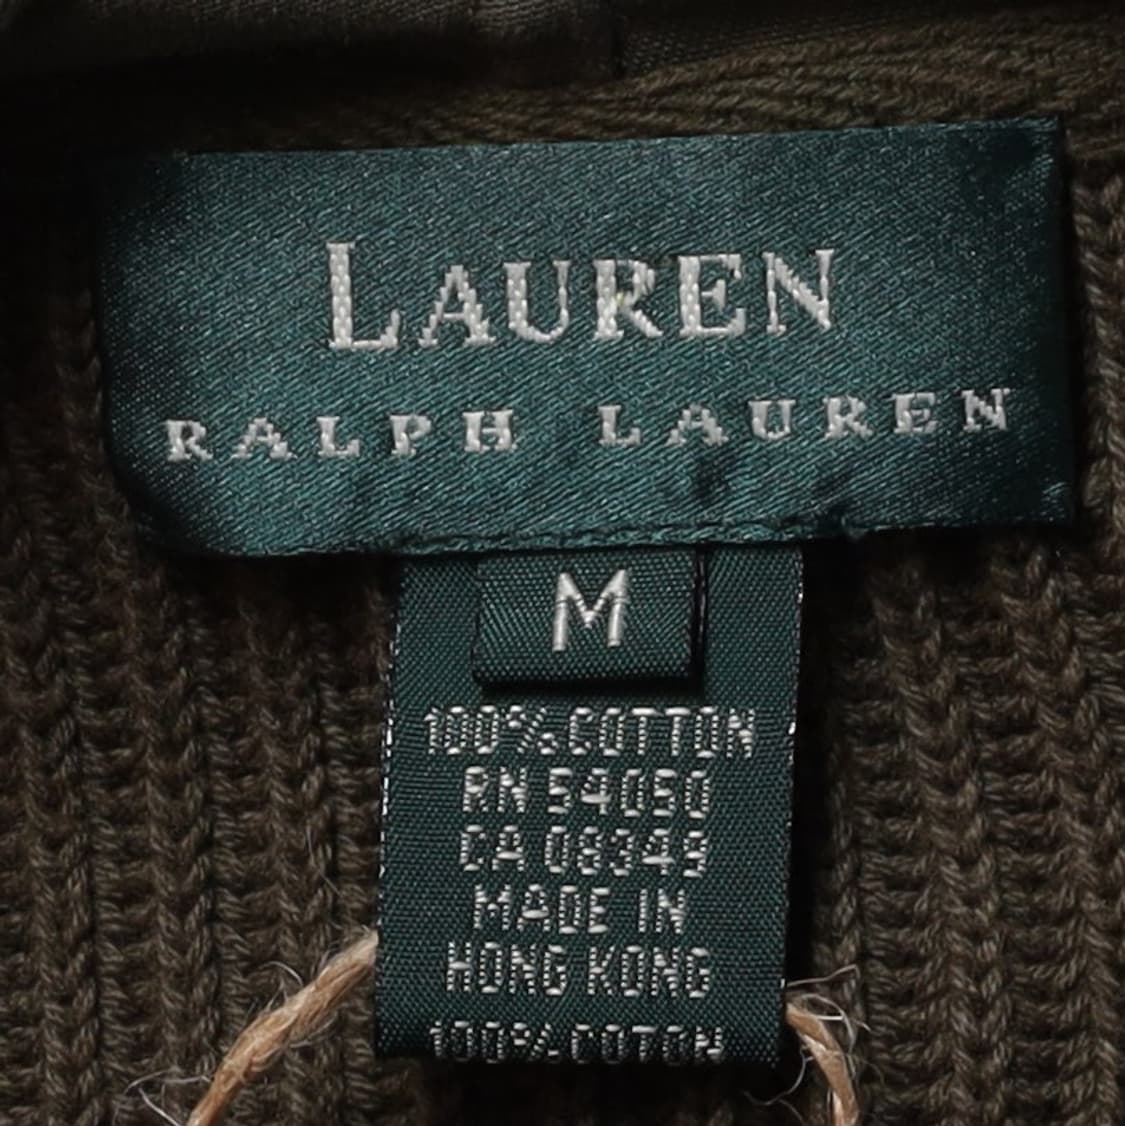 LAUREN
RALPH LAUREN
M
100% COTTON
RN 54050
CA 08349
MADE IN
HONG KONG
100% COTON